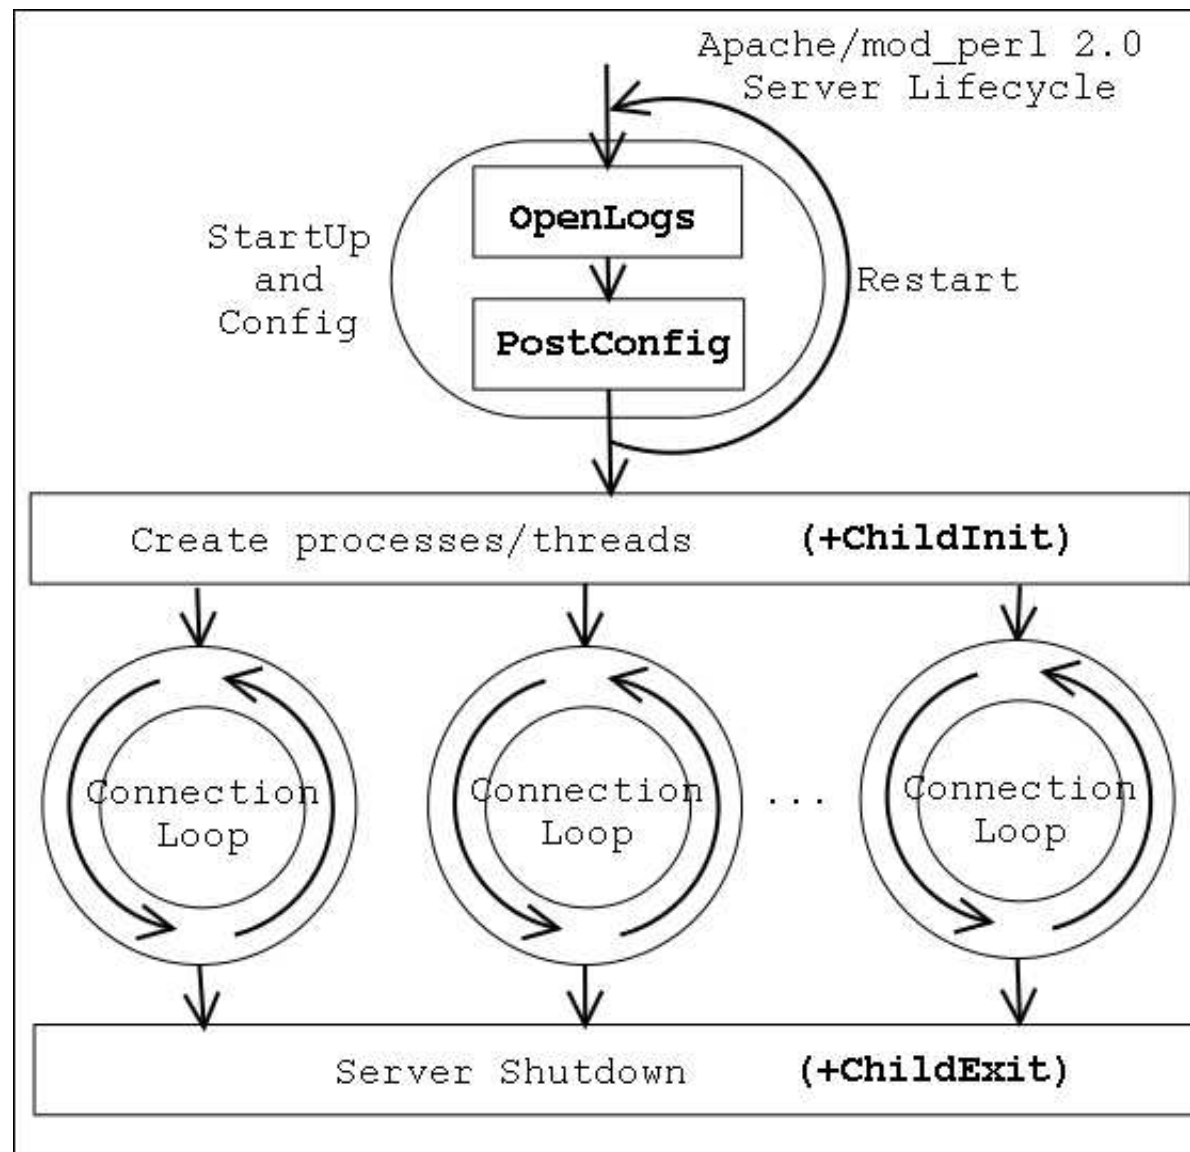 Apache/mod_perl 2.0
Server Lifecycle
OpenLogs
StartUp
and
Config
Restart
PostConfig
Create processes/threads (+ChildInit)
Connection
Loop
Connection
Loop
...
Connection
Loop
Server Shutdown (+ChildExit)